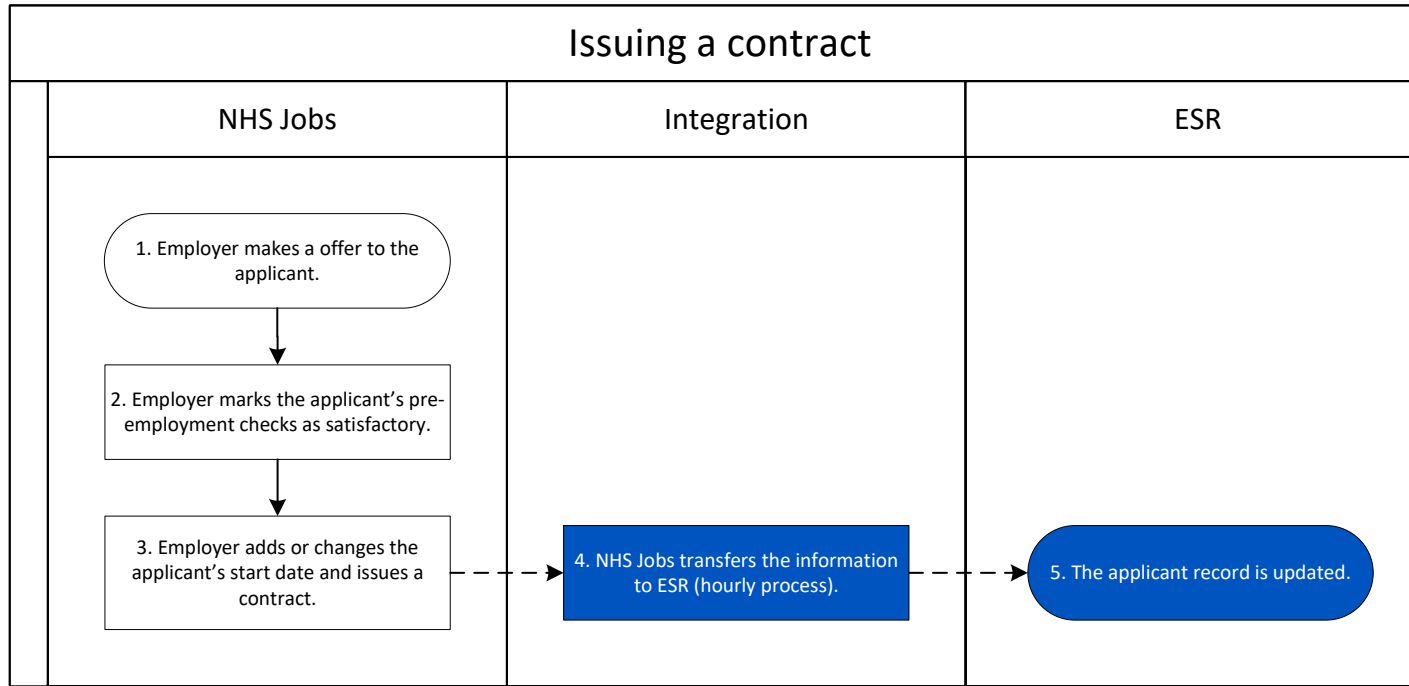 Issuing a contract
NHS Jobs
Integration
ESR
1. Employer makes a offer to the
applicant.
2. Employer marks the applicant’s pre-
employment checks as satisfactory.
3. Employer adds or changes the
applicant’s start date and issues a
contract.
4. NHS Jobs transfers the information
to ESR (hourly process).
5. The applicant record is updated.